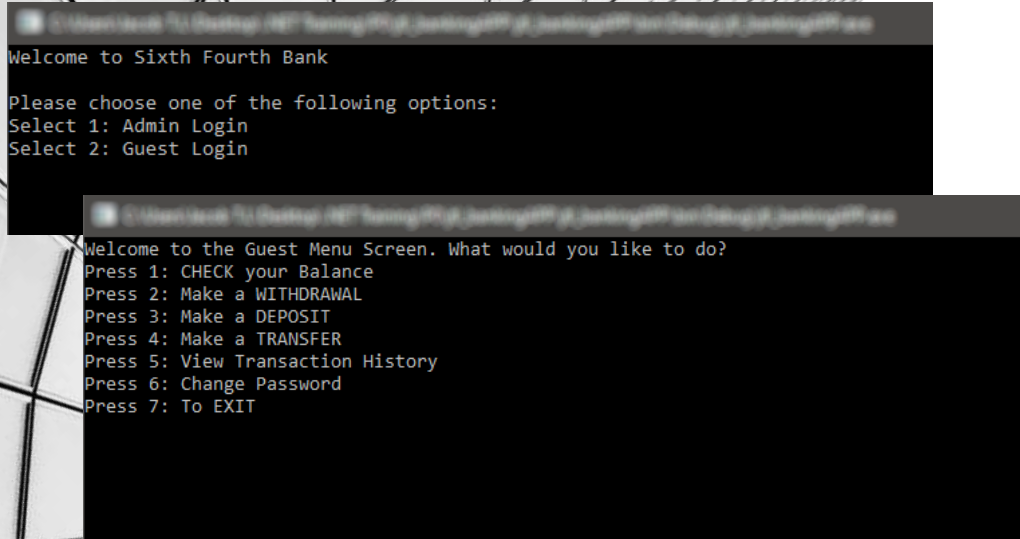 Welcome to Sixth Fourth Bank
Please choose one of the following options:
Select 1: Admin Login
Select 2: Guest Login
Welcome to the Guest Menu Screen. What would you like to do?
Press 1: CHECK your Balance
Press 2: Make a WITHDRAWAL
Press 3: Make a DEPOSIT
Press 4: Make a TRANSFER
Press 5: View Transaction History
Press 6: Change Password
Press 7: To EXIT